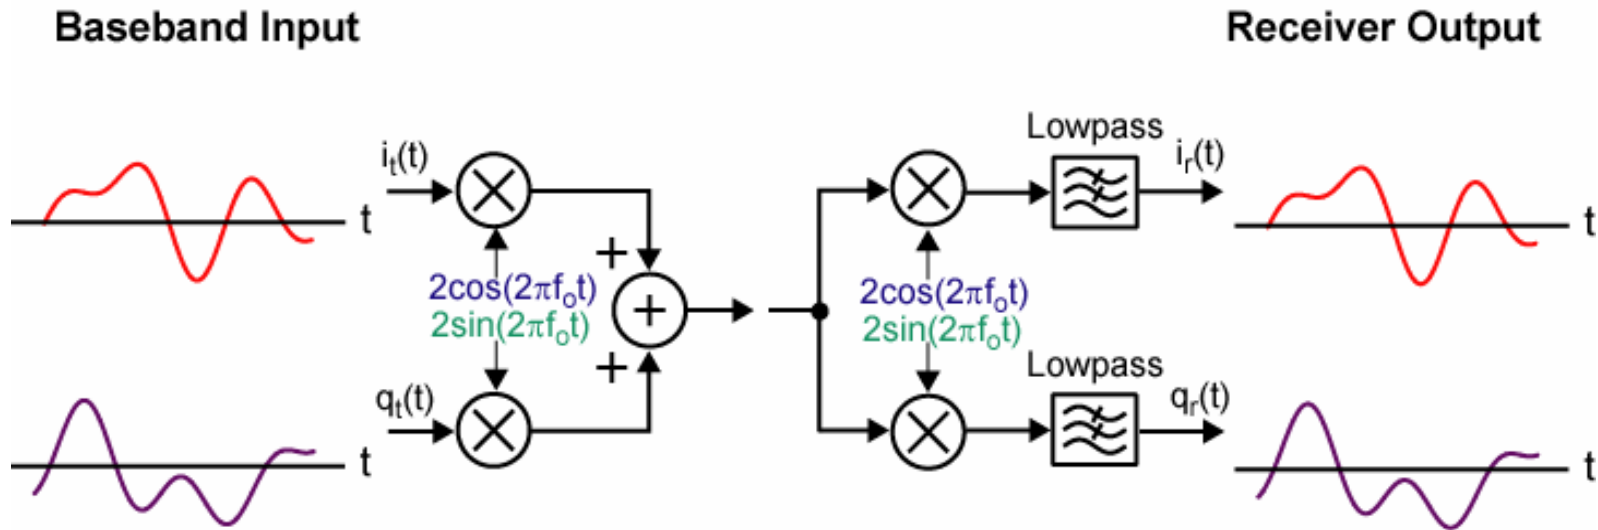 Baseband Input
Receiver Output
i_t(t)
t
+
2cos(2πf_ot)
2sin(2πf_ot)
+
+
q_t(t)
t
Lowpass
i_r(t)
t
2cos(2πf_ot)
2sin(2πf_ot)
Lowpass
q_r(t)
t